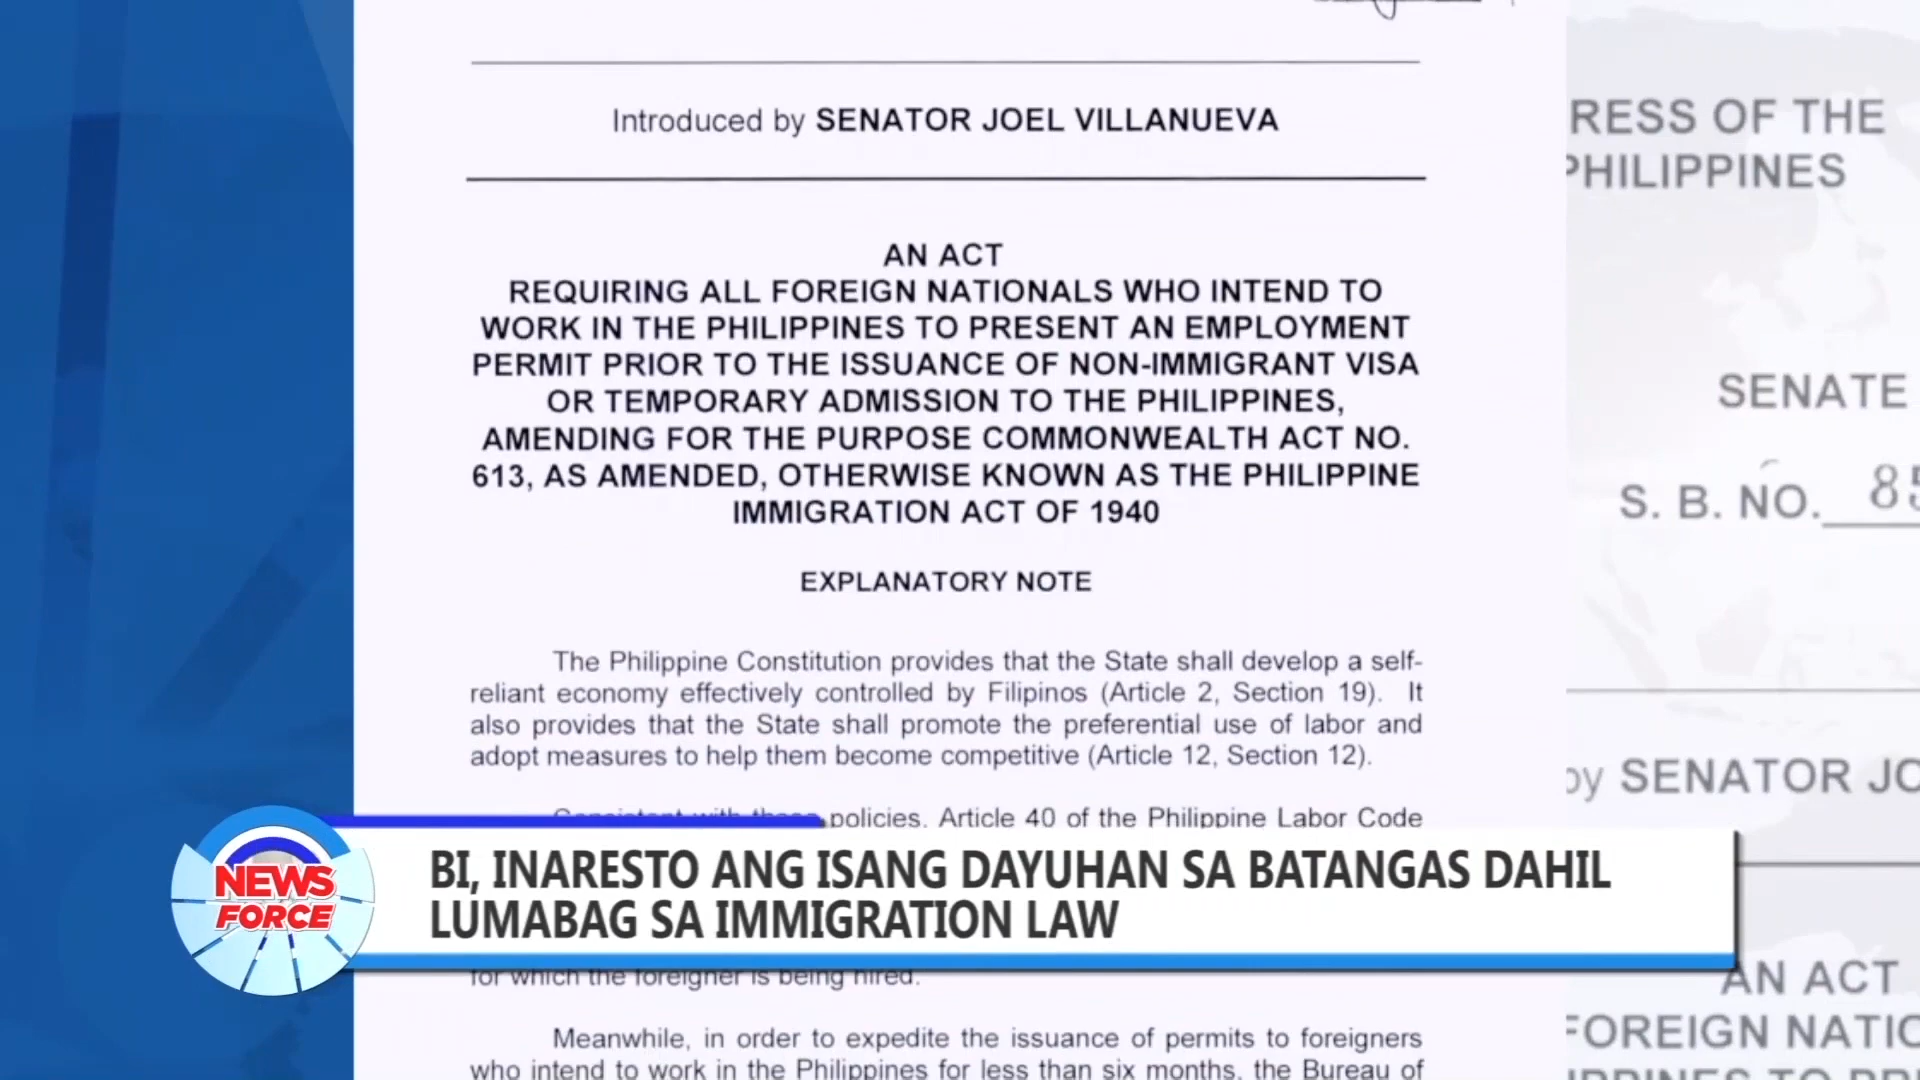 Introduced by SENATOR JOEL VILLANUEVA
AN ACT
REQUIRING ALL FOREIGN NATIONALS WHO INTEND TO
WORK IN THE PHILIPPINES TO PRESENT AN EMPLOYMENT
PERMIT PRIOR TO THE ISSUANCE OF NON-IMMIGRANT VISA
OR TEMPORARY ADMISSION TO THE PHILIPPINES,
AMENDING FOR THE PURPOSE COMMONWEALTH ACT NO.
613, AS AMENDED, OTHERWISE KNOWN AS THE PHILIPPINE
IMMIGRATION ACT OF 1940
EXPLANATORY NOTE
The Philippine Constitution provides that the State shall develop a self-
reliant economy effectively controlled by Filipinos (Article 2, Section 19). It
also provides that the State shall promote the preferential use of labor and
adopt measures to help them become competitive (Article 12, Section 12).
Consistent with these policies, Article 40 of the Philippine Labor Code
for which the foreigner is being hired.
Meanwhile, in order to expedite the issuance of permits to foreigners
who intend to work in the Philippines for less than six months, the Bureau of
RESS OF THE
PHILIPPINES
SENATE
S. B. NO. 85
by SENATOR JO
AN ACT
FOREIGN NATIO
NEWS
FORCE
BI, INARESTO ANG ISANG DAYUHAN SA BATANGAS DAHIL
LUMABAG SA IMMIGRATION LAW